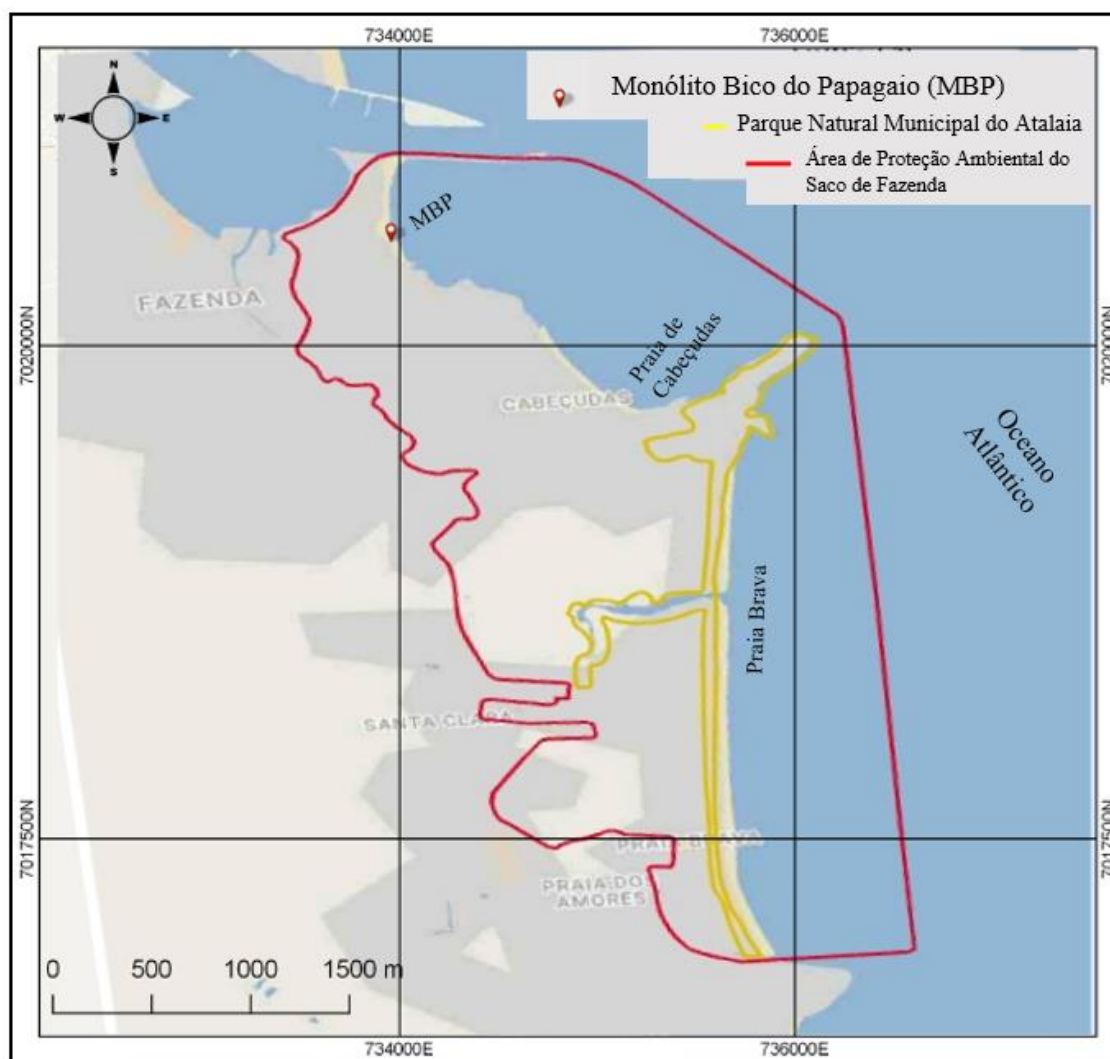 734000E
736000E
N
W
E
S
Monólito Bico do Papagaio (MBP)
Parque Natural Municipal do Atalaia
Área de Proteção Ambiental do
Saco de Fazenda
MBP
FAZENDA
7020000N
7020000N
Praia de
Cabeçudas
CABEÇUDAS
Oceano
Atlântico
Praia Brava
SANTA CLARA
7017500N
7017500N
PRAIA BRAVA
PRAIA DOS
AMORES
0
500
1000
1500 m
734000E
736000E